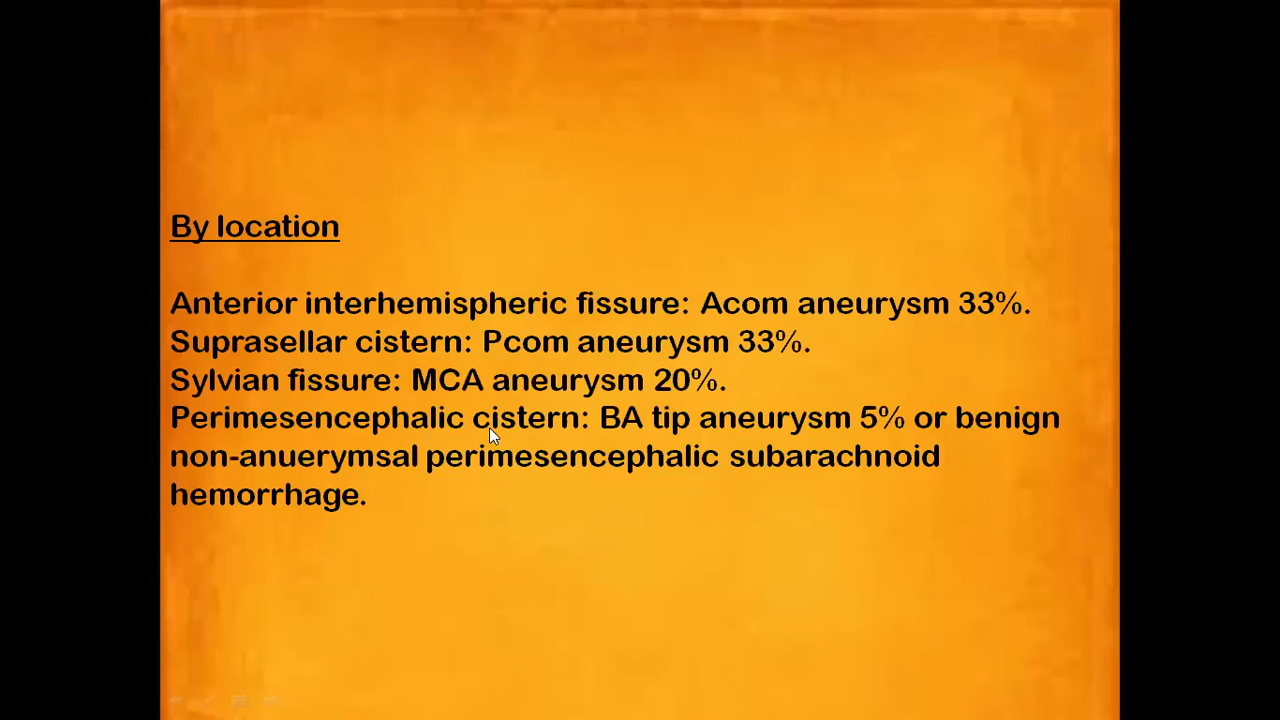 By location
Anterior interhemispheric fissure: Acom aneurysm 33%.
Suprasellar cistern: Pcom aneurysm 33%.
Sylvian fissure: MCA aneurysm 20%.
Perimesencephalic cistern: BA tip aneurysm 5% or benign
non-anuerymsal perimesencephalic subarachnoid
hemorrhage.